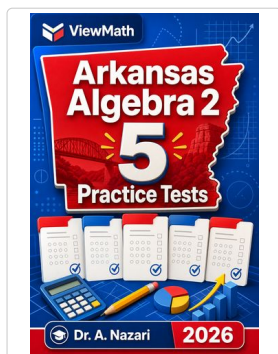 ViewMath
Arkansas
Algebra 2
5
Practice Tests
Dr. A. Nazari
2026